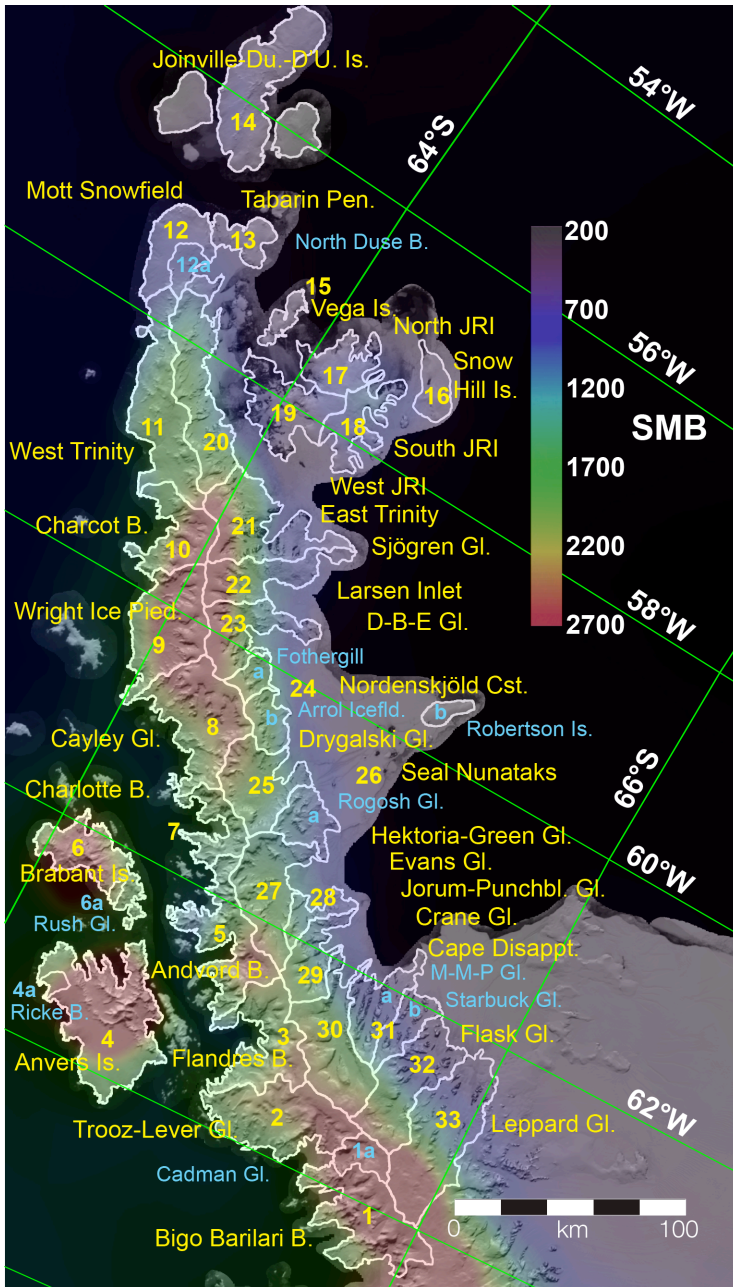 Joinville-Du.-D'U. Is.
54°W
14
64°S
Mott Snowfield
Tabarin Pen.
12
13
North Duse B.
12a
200
15
Vega Is.
700
North JRI
56°W
Snow
17
Hill Is.
1200
16
19
11
18
SMB
20
West Trinity
South JRI
1700
West JRI
East Trinity
Charcot B.
21
10
Sjögren Gl.
2200
22
Larsen Inlet
58°W
Wright Ice Pied.
23
D-B-E Gl.
2700
9
Fothergill
a
24
Nordenskjöld Cst.
8
b
Arrol Icefld.
b
Robertson Is.
Cayley Gl.
Drygalski Gl.
66°S
26
Seal Nunataks
Charlotte B.
25
Rogosh Gl.
a
7
Hektoria-Green Gl.
6
Evans Gl.
60°W
Brabant Is.
27
Jorum-Punchbl. Gl.
6a
28
Rush Gl.
Crane Gl.
5
Cape Disappt.
Andvord B.
29
M-M-P Gl.
4a
a
Starbuck Gl.
Ricke B.
b
4
3
30
31
Flask Gl.
Anvers Is.
Flandres B.
32
62°W
2
33
Trooz-Lever Gl.
Leppard Gl.
1a
Cadman Gl.
1
0
km
100
Bigo Barilari B.